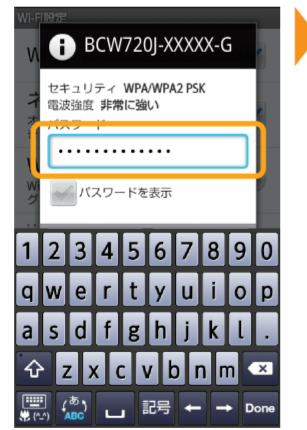 Wi-Fi設定
BCW720J-XXXXX-G
セキュリティ WPA/WPA2 PSK
電波強度 非常に強い
パスワード
•••••••••••••
パスワードを表示
1 2 3 4 5 6 7 8 9 0
q w e r t y u i o p
a s d f g h j k l .
z x c v b n m
(^_^) あ ABC 記号 ← → Done